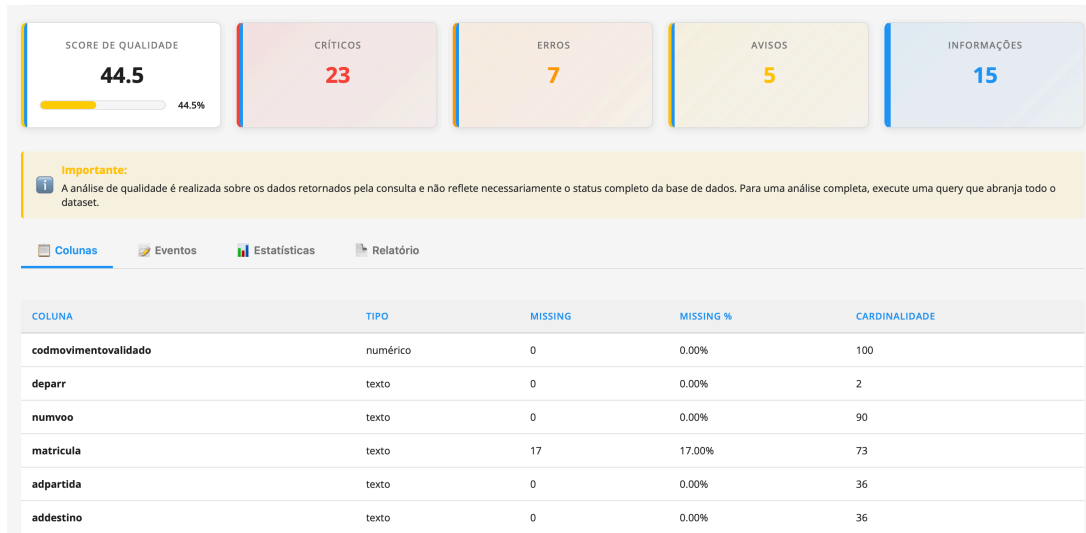 SCORE DE QUALIDADE
44.5
44.5%
CRÍTICOS
23
ERROS
7
AVISOS
5
INFORMAÇÕES
15
Importante:
A análise de qualidade é realizada sobre os dados retornados pela consulta e não reflete necessariamente o status completo da base de dados. Para uma análise completa, execute uma query que abranja todo o
dataset.
Colunas Eventos Estatísticas Relatório
COLUNA TIPO MISSING MISSING % CARDINALIDADE
codmovimentovalidado numérico 0 0.00% 100
deparr texto 0 0.00% 2
numvoo texto 0 0.00% 90
matricula texto 17 17.00% 73
adpartida texto 0 0.00% 36
addestino texto 0 0.00% 36